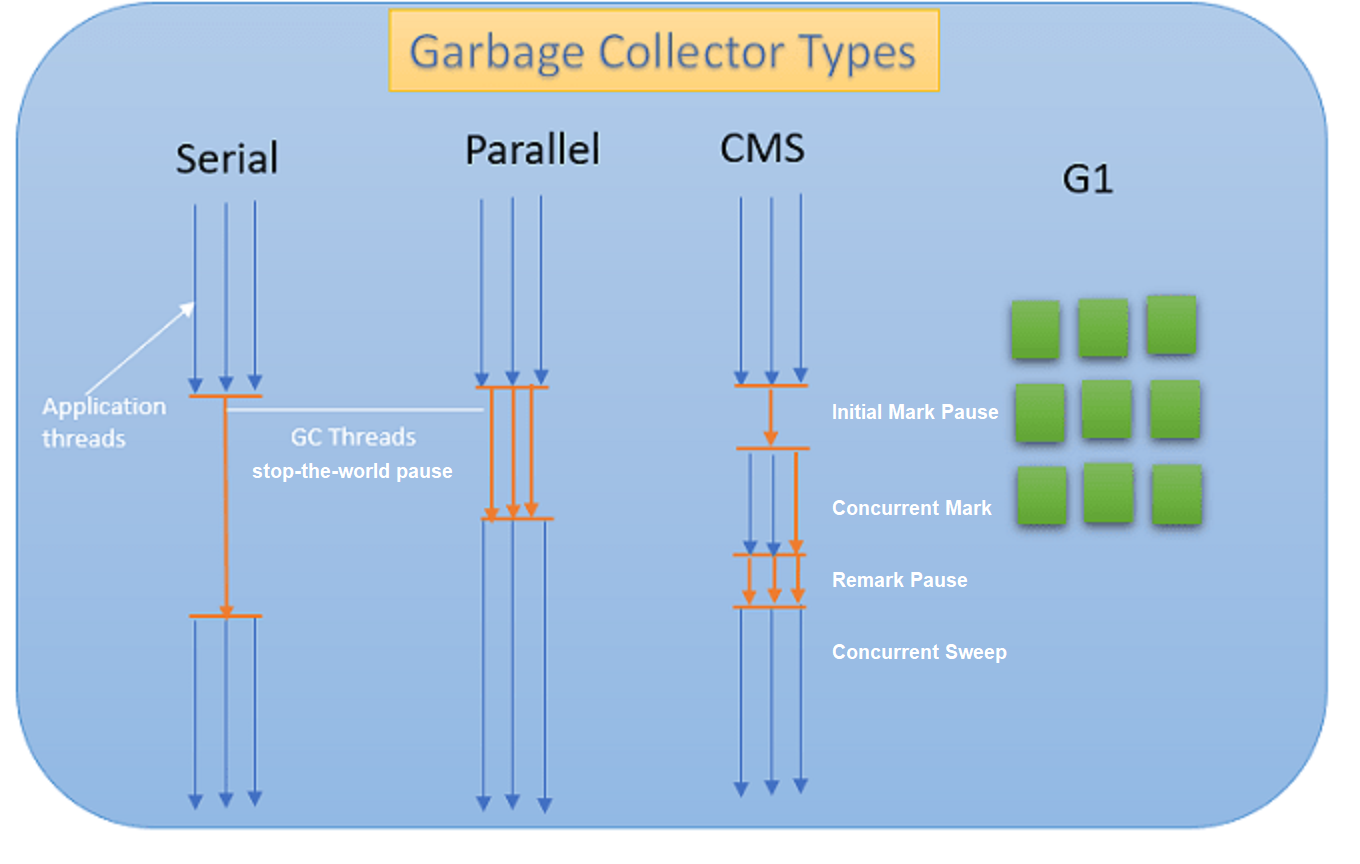 Garbage Collector Types
Serial
Parallel
CMS
G1
Application
threads
GC Threads
stop-the-world pause
Initial Mark Pause
Concurrent Mark
Remark Pause
Concurrent Sweep